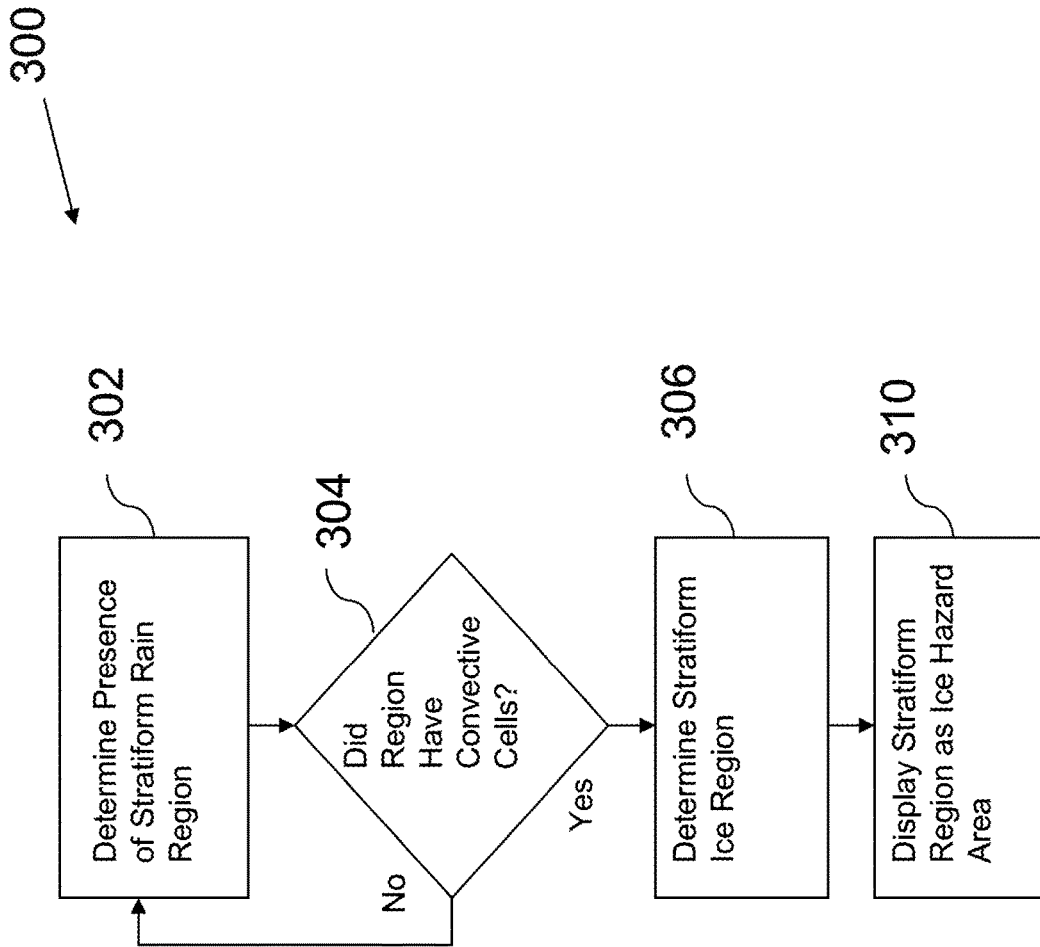 300
302
Determine Presence
of Stratiform Rain
Region
304
Did
Region
Have
Convective
Cells?
No
Yes
306
Determine Stratiform
Ice Region
310
Display Stratiform
Region as Ice Hazard
Area